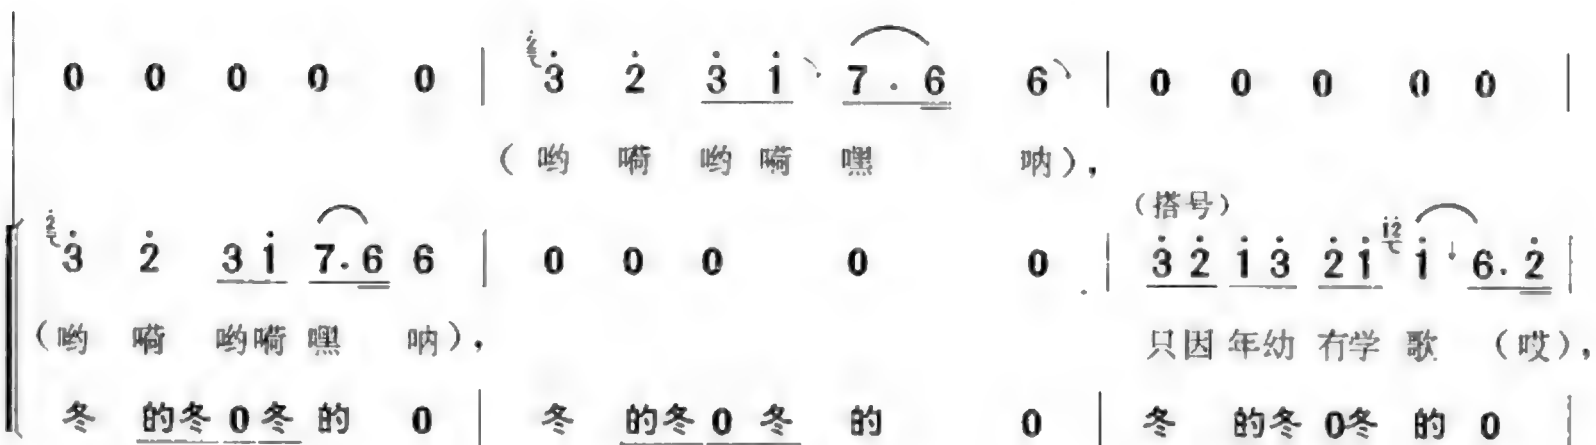 0 0 0 0 0 | 3 2 3 1 7 . 6 6 | 0 0 0 0 0 |
（哟 嗬 哟 嗬 嘿 呐），
（搭号）
3 2 3 1 7 . 6 6 | 0 0 0 0 0 | 3 2 1 3 2 1 1 6 . 2 |
（哟 嗬 哟嗬 嘿 呐）， 只因 年幼 冇学 歌 （哎），
冬 的冬 0 冬 的 0 | 冬 的冬 0 冬 的 0 | 冬 的冬 0冬 的 0 |